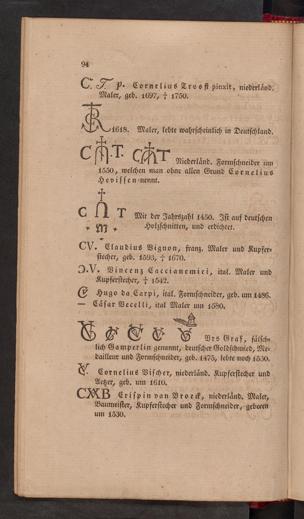 94
C. T. p. Cornelius Troost pinxit, niederländ.
Maler, geb. 1697, † 1750.
1618. Maler, lebte wahrscheinlich in Deutschland.
Niederländ. Formschneider um
1550, welchen man ohne allen Grund Cornelius
Hevissen nennt.
C T Mit der Jahrszahl 1450. Ist auf deutschen
Holzschnitten, und erdichtet.
CV. Claudius Vignon, franz. Maler und Kupfer-
stecher, geb. 1593, † 1670.
Ɔ.V. Vincenz Caccianemici, ital. Maler und
Kupferstecher, † 1542.
Hugo da Carpi, ital. Formschneider, geb. um 1486.
— Cäsar Vecelli, ital Maler um 1580.
Urs Graf, fälsch-
lich Gamperlin genannt, deutscher Goldschmied, Me-
dailleur und Formschneider, geb. 1475, lebte noch 1530.
Cornelius Vischer, niederländ. Kupferstecher und
Aetzer, geb. um 1610.
CXXB Crispin van Broeck, niederländ. Maler,
Baumeister, Kupferstecher und Formschneider, geboren
um 1530.